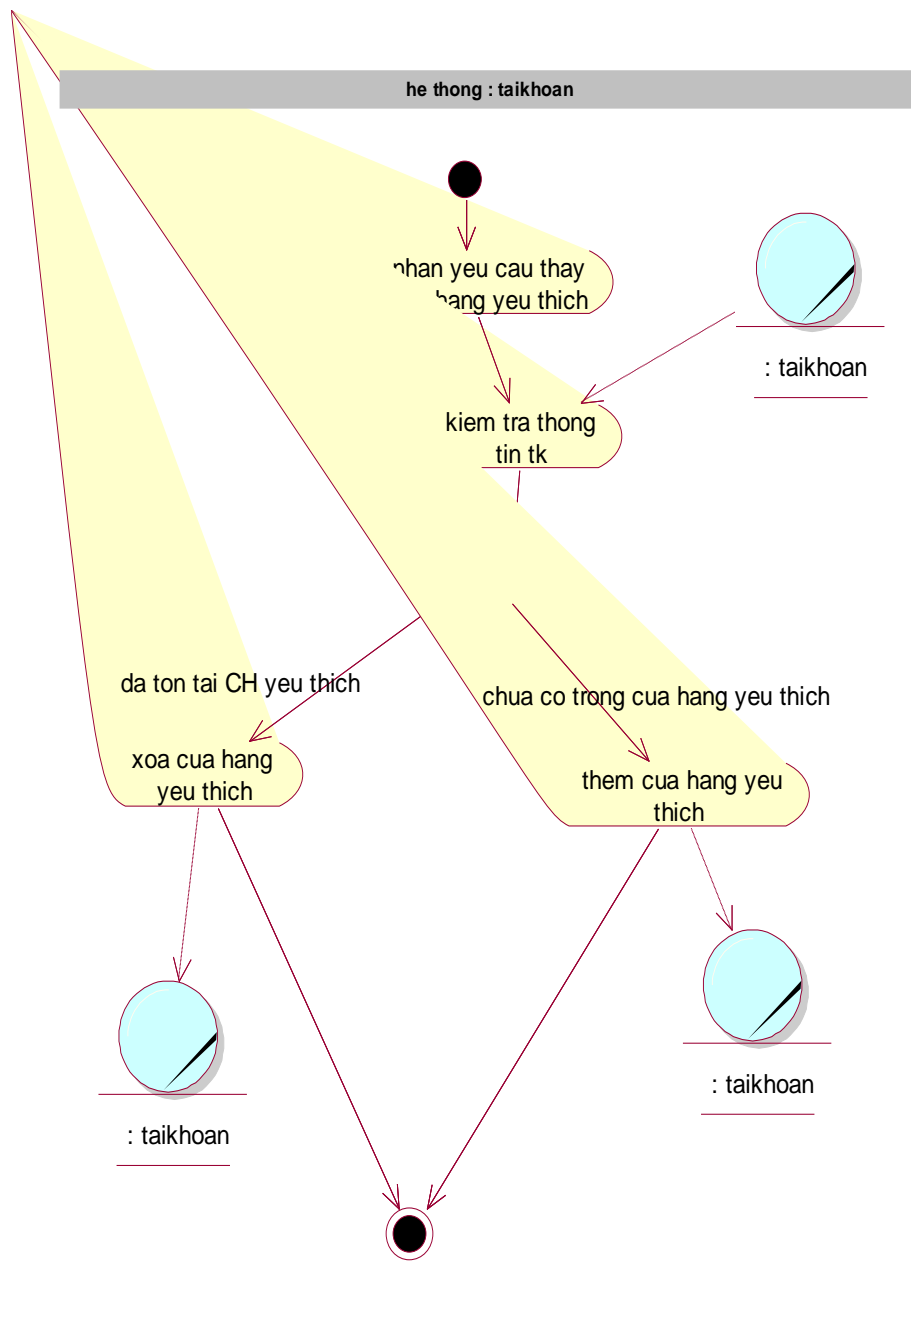 he thong : taikhoan
nhan yeu cau thay
hang yeu thich
: taikhoan
kiem tra thong
tin tk
da ton tai CH yeu thich
chua co trong cua hang yeu thich
xoa cua hang
yeu thich
them cua hang yeu
thich
: taikhoan
: taikhoan